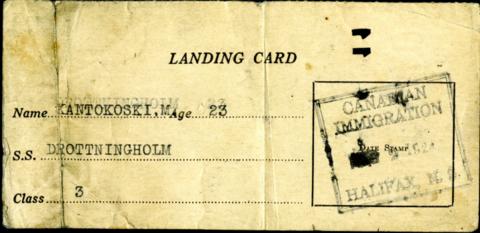 LANDING CARD
Name KANTOKOSKI,M. Age 23
S.S. DROTTNINGHOLM
Class 3
CANADIAN
IMMIGRATION
DATE STAMP
HALIFAX, N. S.